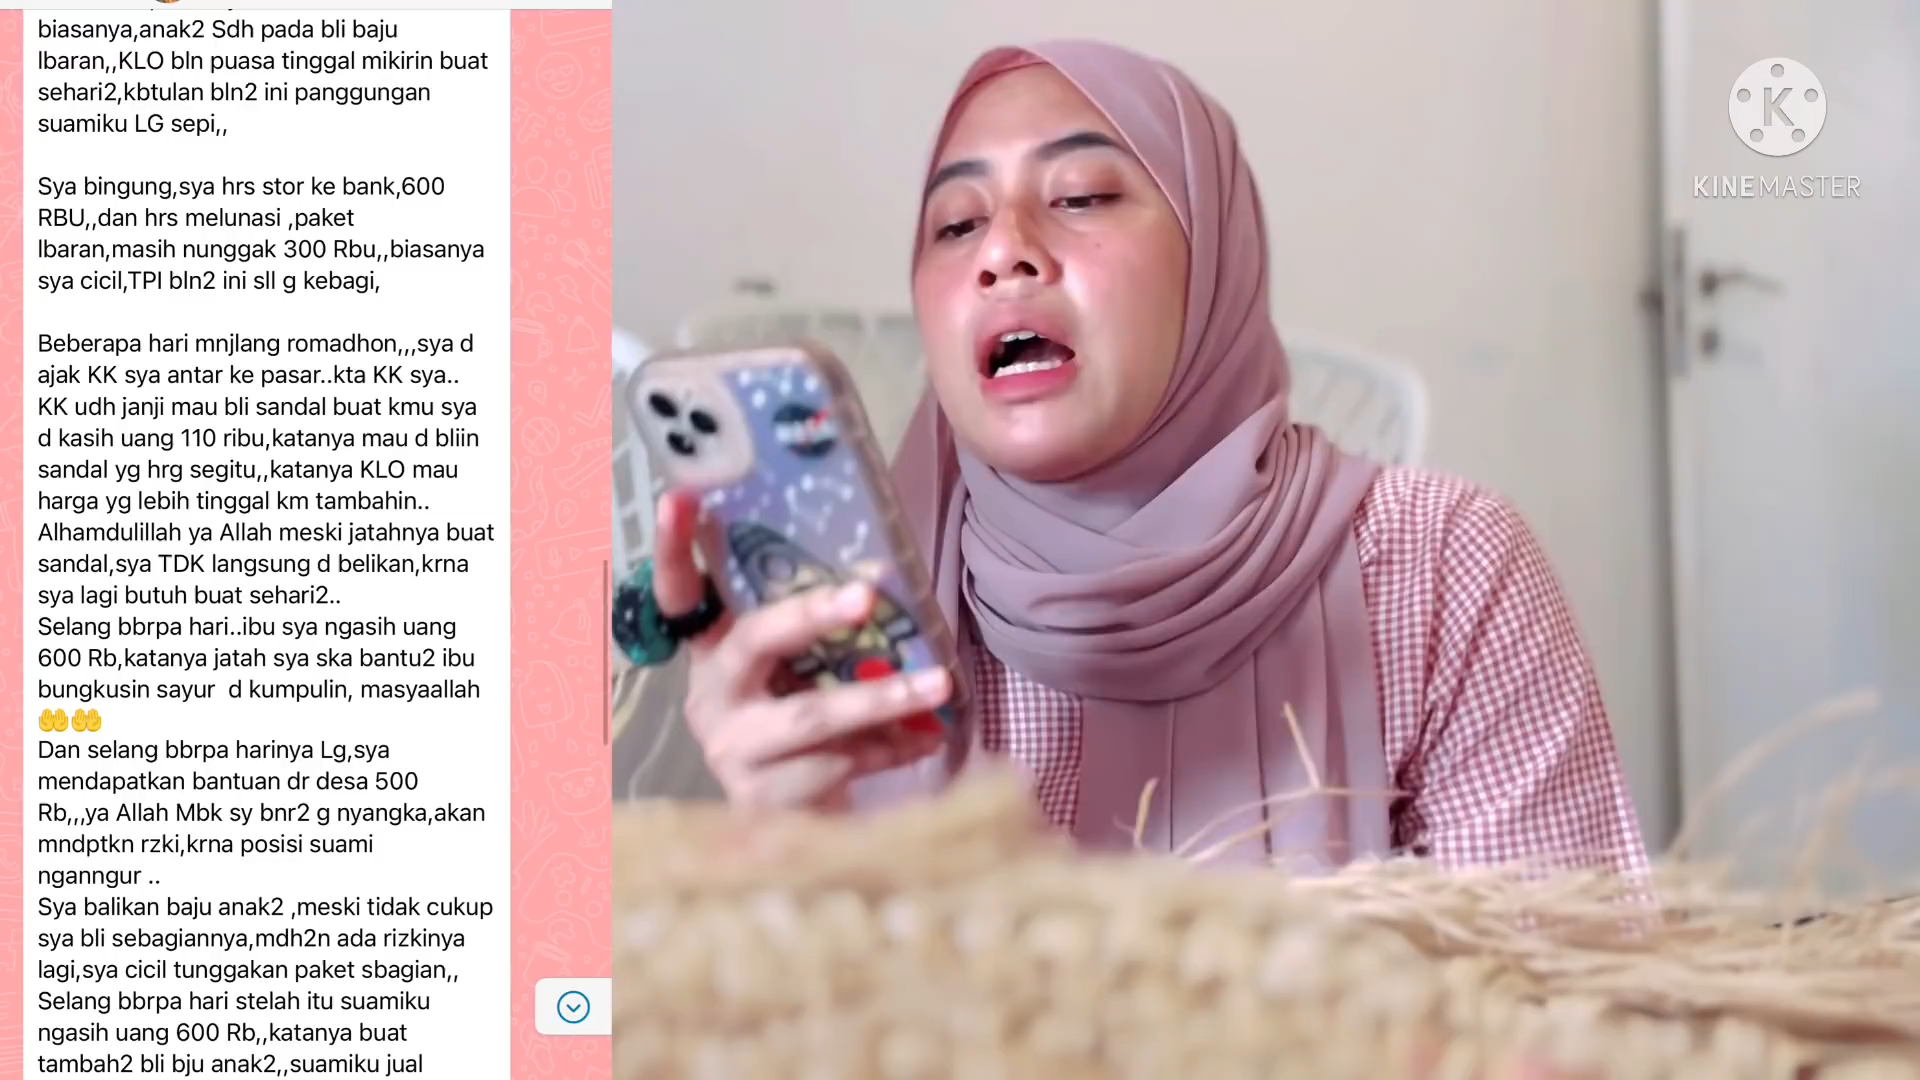 biasanya,anak2 Sdh pada bli baju
lbaran,,KLO bln puasa tinggal mikirin buat
sehari2,kbtulan bln2 ini panggungan
suamiku LG sepi,,
Sya bingung,sya hrs stor ke bank,600
RBU,,dan hrs melunasi ,paket
lbaran,masih nunggak 300 Rbu,,biasanya
sya cicil,TPI bln2 ini sll g kebagi,
Beberapa hari mnjlang romadhon,,,sya d
ajak KK sya antar ke pasar..kta KK sya..
KK udh janji mau bli sandal buat kmu sya
d kasih uang 110 ribu,katanya mau d bliin
sandal yg hrg segitu,,katanya KLO mau
harga yg lebih tinggal km tambahin..
Alhamdulillah ya Allah meski jatahnya buat
sandal,sya TDK langsung d belikan,krna
sya lagi butuh buat sehari2..
Selang bbrpa hari..ibu sya ngasih uang
600 Rb,katanya jatah sya ska bantu2 ibu
bungkusin sayur  d kumpulin, masyaallah
🤲🤲
Dan selang bbrpa harinya Lg,sya
mendapatkan bantuan dr desa 500
Rb,,,ya Allah Mbk sy bnr2 g nyangka,akan
mndptkn rzki,krna posisi suami
nganngur ..
Sya balikan baju anak2 ,meski tidak cukup
sya bli sebagiannya,mdh2n ada rizkinya
lagi,sya cicil tunggakan paket sbagian,,
Selang bbrpa hari stelah itu suamiku
ngasih uang 600 Rb,,katanya buat
tambah2 bli bju anak2,,suamiku jual
K
KINEMASTER